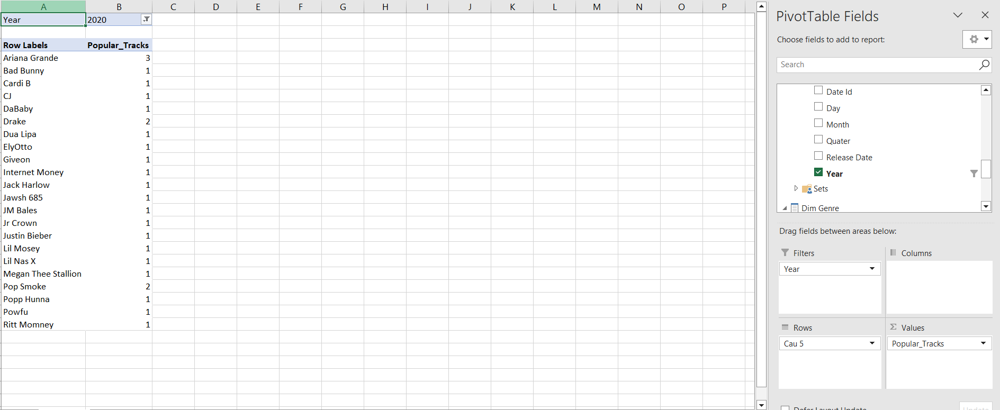 A B C D E F G H I J K L M N O P
Year 2020
Row Labels Popular_Tracks
Ariana Grande 3
Bad Bunny 1
Cardi B 1
CJ 1
DaBaby 1
Drake 2
Dua Lipa 1
ElyOtto 1
Giveon 1
Internet Money 1
Jack Harlow 1
Jawsh 685 1
JM Bales 1
Jr Crown 1
Justin Bieber 1
Lil Mosey 1
Lil Nas X 1
Megan Thee Stallion 1
Pop Smoke 2
Popp Hunna 1
Powfu 1
Ritt Momney 1
PivotTable Fields
Choose fields to add to report:
Search
Date Id
Day
Month
Quater
Release Date
Year
Sets
Dim Genre
Drag fields between areas below:
Filters
Columns
Year
Rows
Values
Cau 5
Popular_Tracks
Defer Layout Update
Update